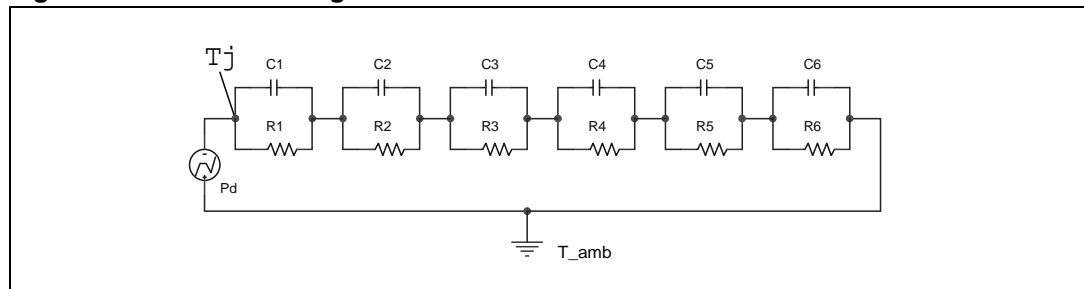 Tj
C1 C2 C3 C4 C5 C6
R1 R2 R3 R4 R5 R6
Pd
T_amb